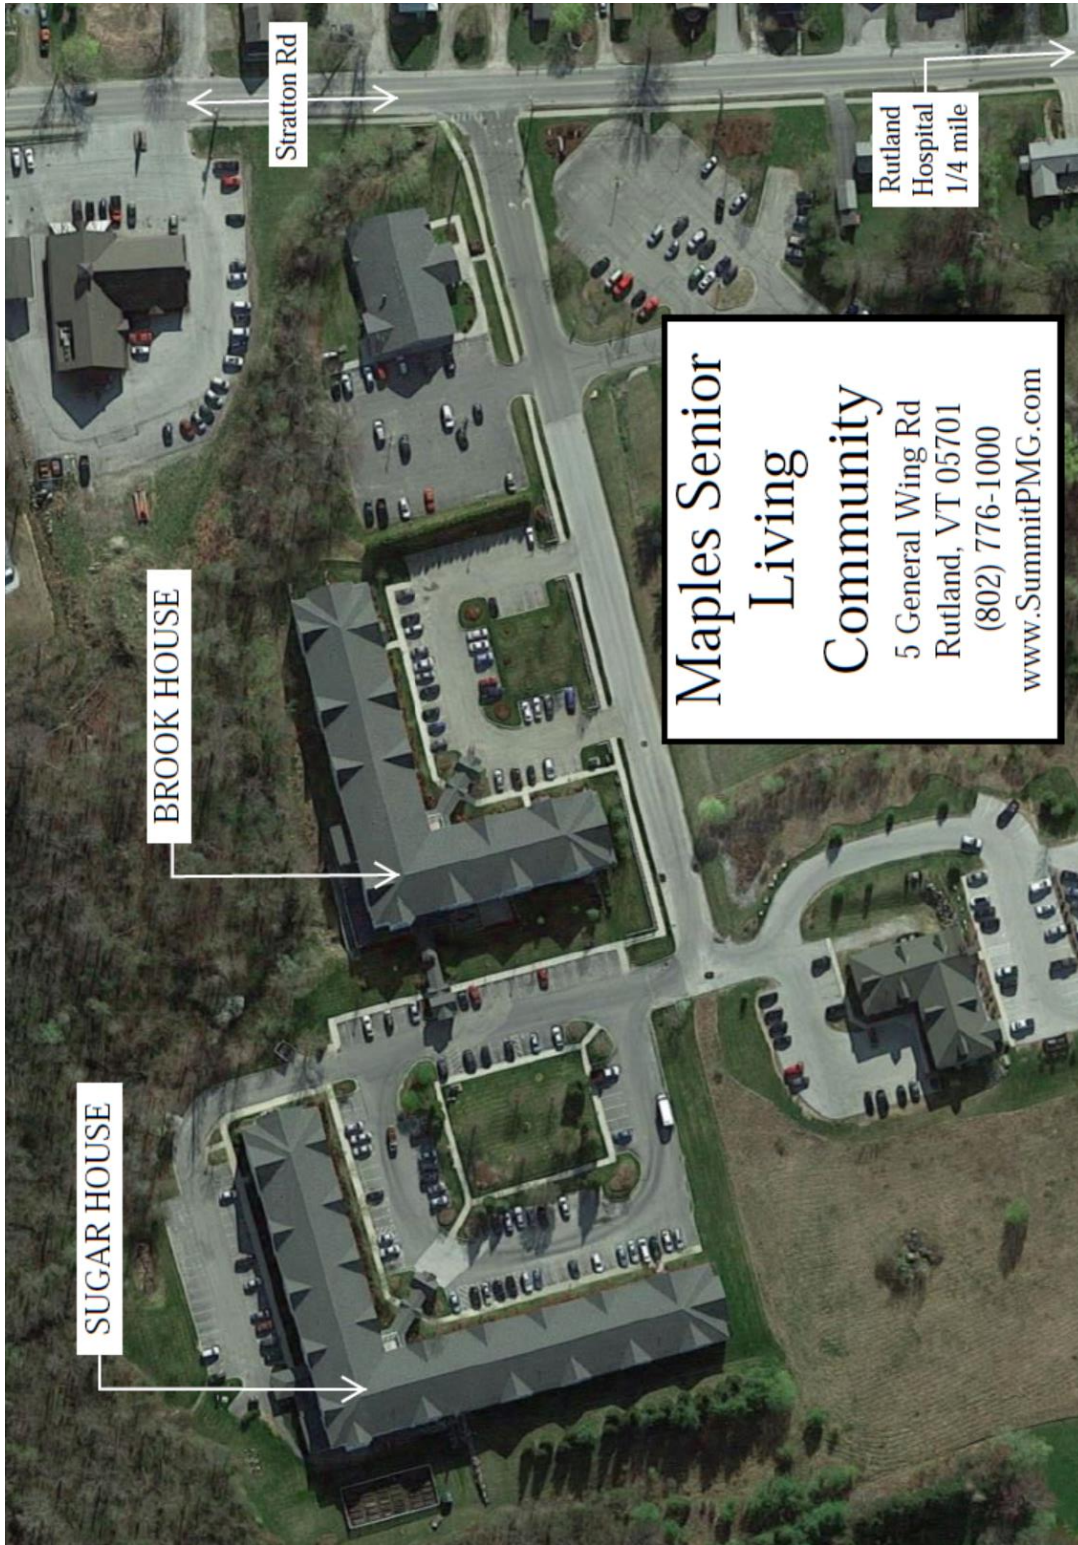 SUGAR HOUSE
BROOK HOUSE
Stratton Rd
Maples Senior
Living
Community
5 General Wing Rd
Rutland, VT 05701
(802) 776-1000
www.SummitPMG.com
Rutland
Hospital
1/4 mile